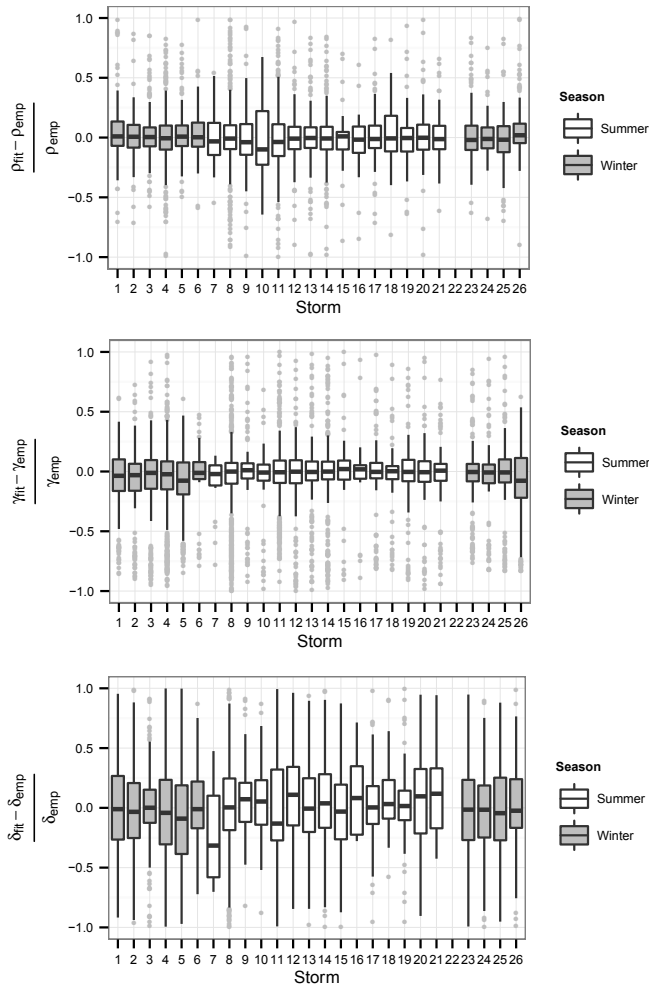 1.0
0.5
0.0
−0.5
−1.0
ρfit − ρemp
ρemp
1 2 3 4 5 6 7 8 9 10 11 12 13 14 15 16 17 18 19 20 21 22 23 24 25 26
Storm
Season
Summer
Winter
1.0
0.5
0.0
−0.5
−1.0
γfit − γemp
γemp
1 2 3 4 5 6 7 8 9 10 11 12 13 14 15 16 17 18 19 20 21 22 23 24 25 26
Storm
Season
Summer
Winter
1.0
0.5
0.0
−0.5
−1.0
δfit − δemp
δemp
1 2 3 4 5 6 7 8 9 10 11 12 13 14 15 16 17 18 19 20 21 22 23 24 25 26
Storm
Season
Summer
Winter